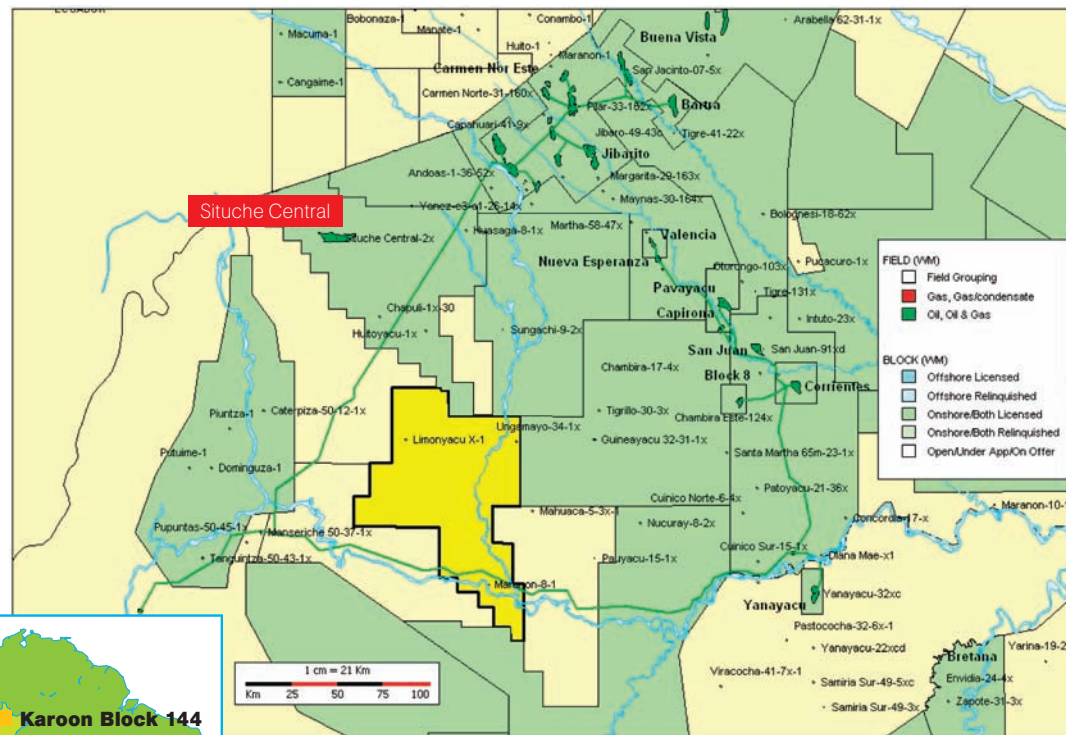 Bobonaza-1
Conambo-1
Arabella 62-31-1x
Macuma-1
Manate-1
Huito-1
Buena Vista
Maranon-1
Cangaime-1
Carmen Nor Este
San Jacinto-07-5x
Carmen Norte-31-160x
Pilar-33-162x
Bartra
Capahuari-41-9x
Jibaro-49-43c
Tigre-41-22x
Jibarito
Andoas-1-36-52x
Margarita-29-163x
Maynas-30-164x
Situche Central
Huasaga-8-1x
Martha-58-47x
Bolognesi-18-62x
Situche Central-2x
Valencia
Nueva Esperanza
Otorongo-103x
Pucacuro-1x
Pavayacu
Tigre-131x
Chapuli-1x-30
Capirona
Intuto-23x
Huitoyacu-1x
Sungachi-9-2x
San Juan
San Juan-91xd
Chambira-17-4x
Block 8
Corrientes
Piuntza-1
Caterpiza-50-12-1x
Tigrillo-30-3x
Chambira Este-124x
Ungamayo-34-1x
Limonyacu X-1
Guineayacu 32-31-1x
Putuime-1
Dominguza-1
Santa Martha 65m-23-1x
Cuinico Norte-6-4x
Patoyacu-21-36x
Pupuntas-50-45-1x
Manseriche 50-37-1x
Mahuaca-5-3x-1
Nucuray-8-2x
Concordia-17-x
Maranon-10-
Tanguintza-50-43-1x
Pauyacu-15-1x
Cuinico Sur-15-1x
Diana Mae-x1
Maranon-8-1
Yanayacu
Yanayacu-32xc
Pastococha-32-6x-1
Yanayacu-22xcd
Bretana
Yarina-19-2
Viracocha-41-7x-1
Samiria Sur-49-5xc
Envidia-24-4x
Samiria Sur-49-3x
Zapote-31-3x
FIELD (WM)
Field Grouping
Gas, Gas/condensate
Oil, Oil & Gas
BLOCK (WM)
Offshore Licensed
Offshore Relinquished
Onshore/Both Licensed
Onshore/Both Relinquished
Open/Under App/On Offer
1 cm = 21 Km
Km 25 50 75 100
Karoon Block 144